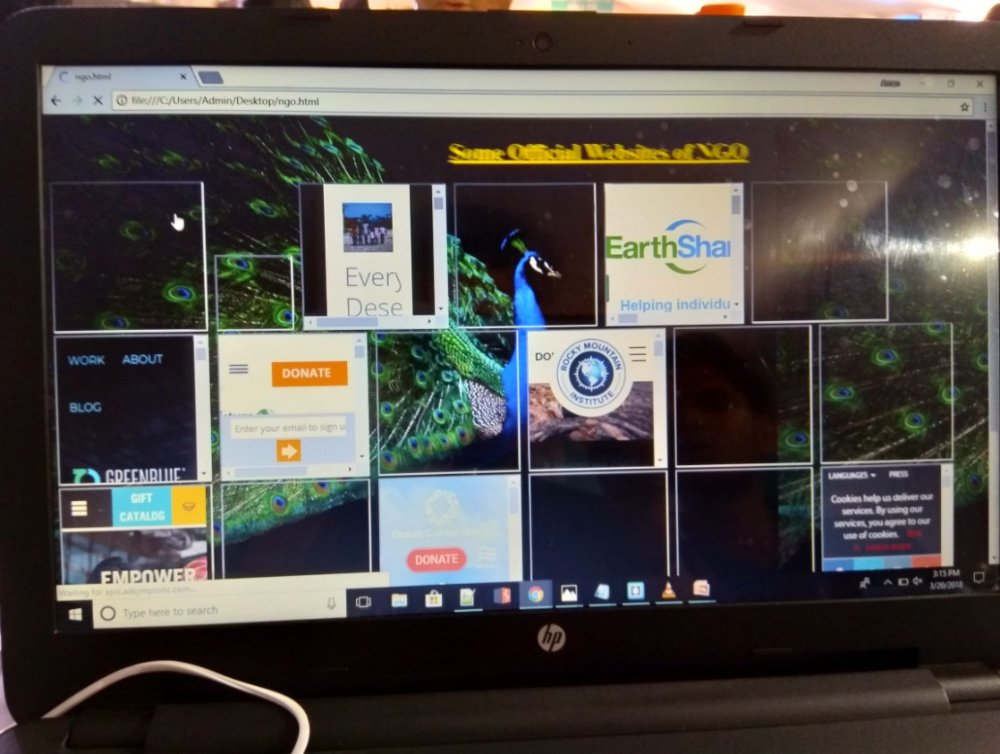 ngo.html
file:///C:/Users/Admin/Desktop/ngo.html
Some Official Websites of NGO
Every
Dese
EarthShar
Helping individu
WORK ABOUT
BLOG
GREENBLUE
DONATE
Enter your email to sign u
DO
ROCKY MOUNTAIN
INSTITUTE
GIFT
CATALOG
EMPOWER
Ocean Conservancy
DONATE
LANGUAGES PRESS
Cookies help us deliver our
services. By using our
services, you agree to our
use of cookies.
Learn more
Waiting for apis.adsymptotic.com...
Type here to search
3:15 PM
3/20/2018
hp